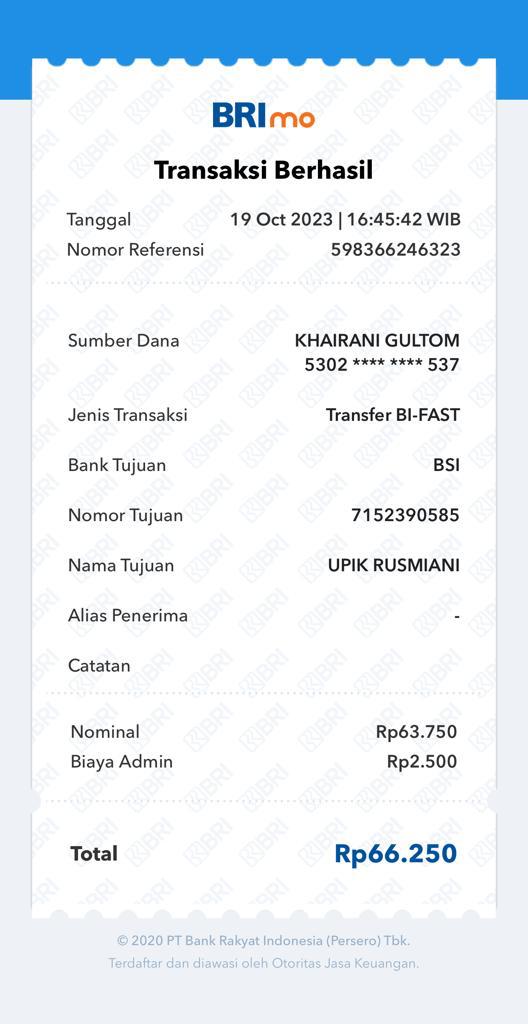 BRImo
Transaksi Berhasil
Tanggal 19 Oct 2023 | 16:45:42 WIB
Nomor Referensi 598366246323
Sumber Dana KHAIRANI GULTOM
5302 **** **** 537
Jenis Transaksi Transfer BI-FAST
Bank Tujuan BSI
Nomor Tujuan 7152390585
Nama Tujuan UPIK RUSMIANI
Alias Penerima -
Catatan
Nominal Rp63.750
Biaya Admin Rp2.500
Total Rp66.250
© 2020 PT Bank Rakyat Indonesia (Persero) Tbk.
Terdaftar dan diawasi oleh Otoritas Jasa Keuangan.